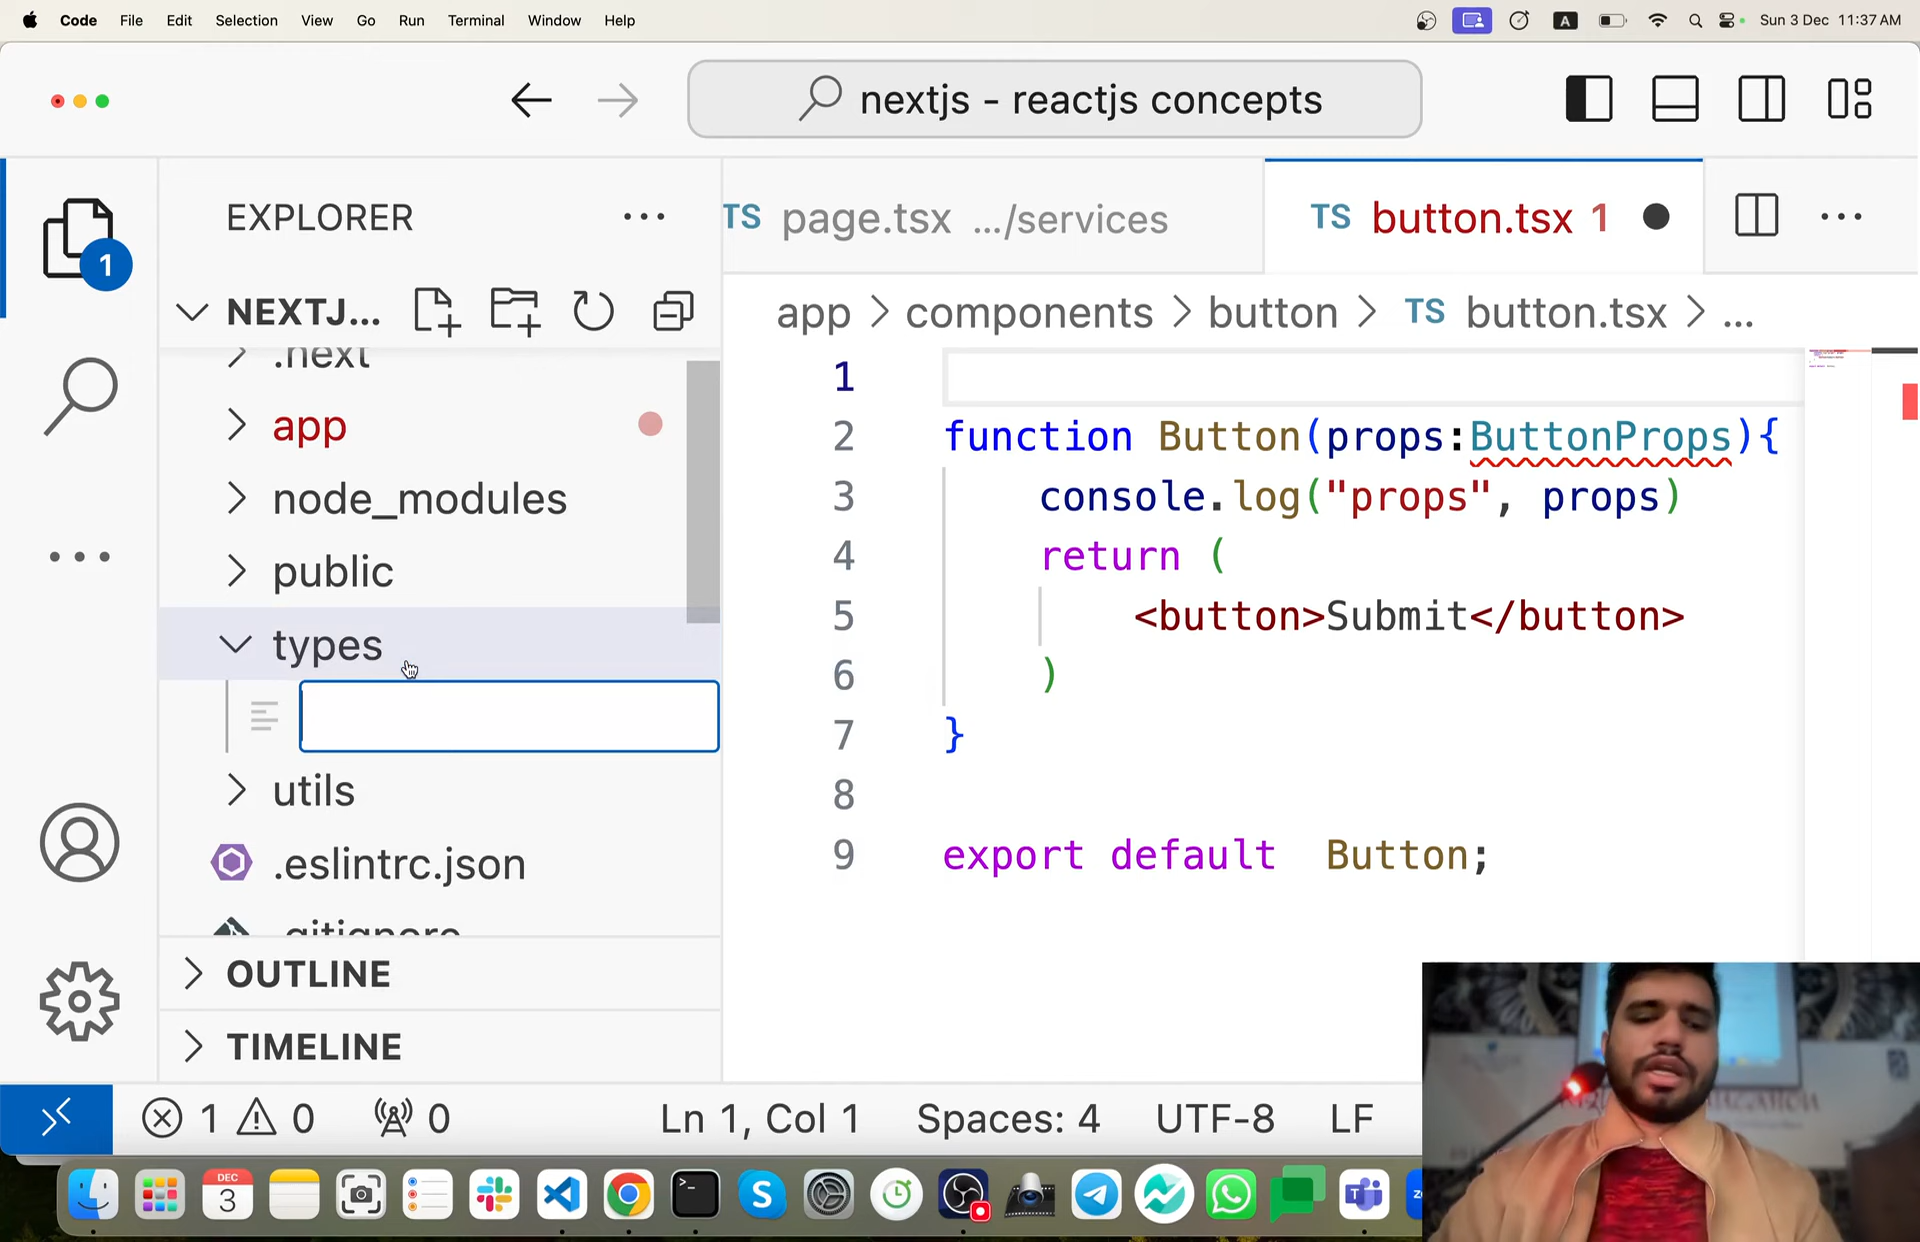 Code File Edit Selection View Go Run Terminal Window Help A Sun 3 Dec 11:37 AM
nextjs - reactjs concepts
EXPLORER
TS page.tsx .../services
TS button.tsx 1
1
NEXTJ...
app > components > button > TS button.tsx > ...
.next
app
node_modules
public
types
utils
.eslintrc.json
.gitignore
OUTLINE
TIMELINE
1
2 function Button(props:ButtonProps){
3 console.log("props", props)
4 return (
5 <button>Submit</button>
6 )
7 }
8
9 export default  Button;
1 0 0 Ln 1, Col 1 Spaces: 4 UTF-8 LF
DEC
3
>_
S
T